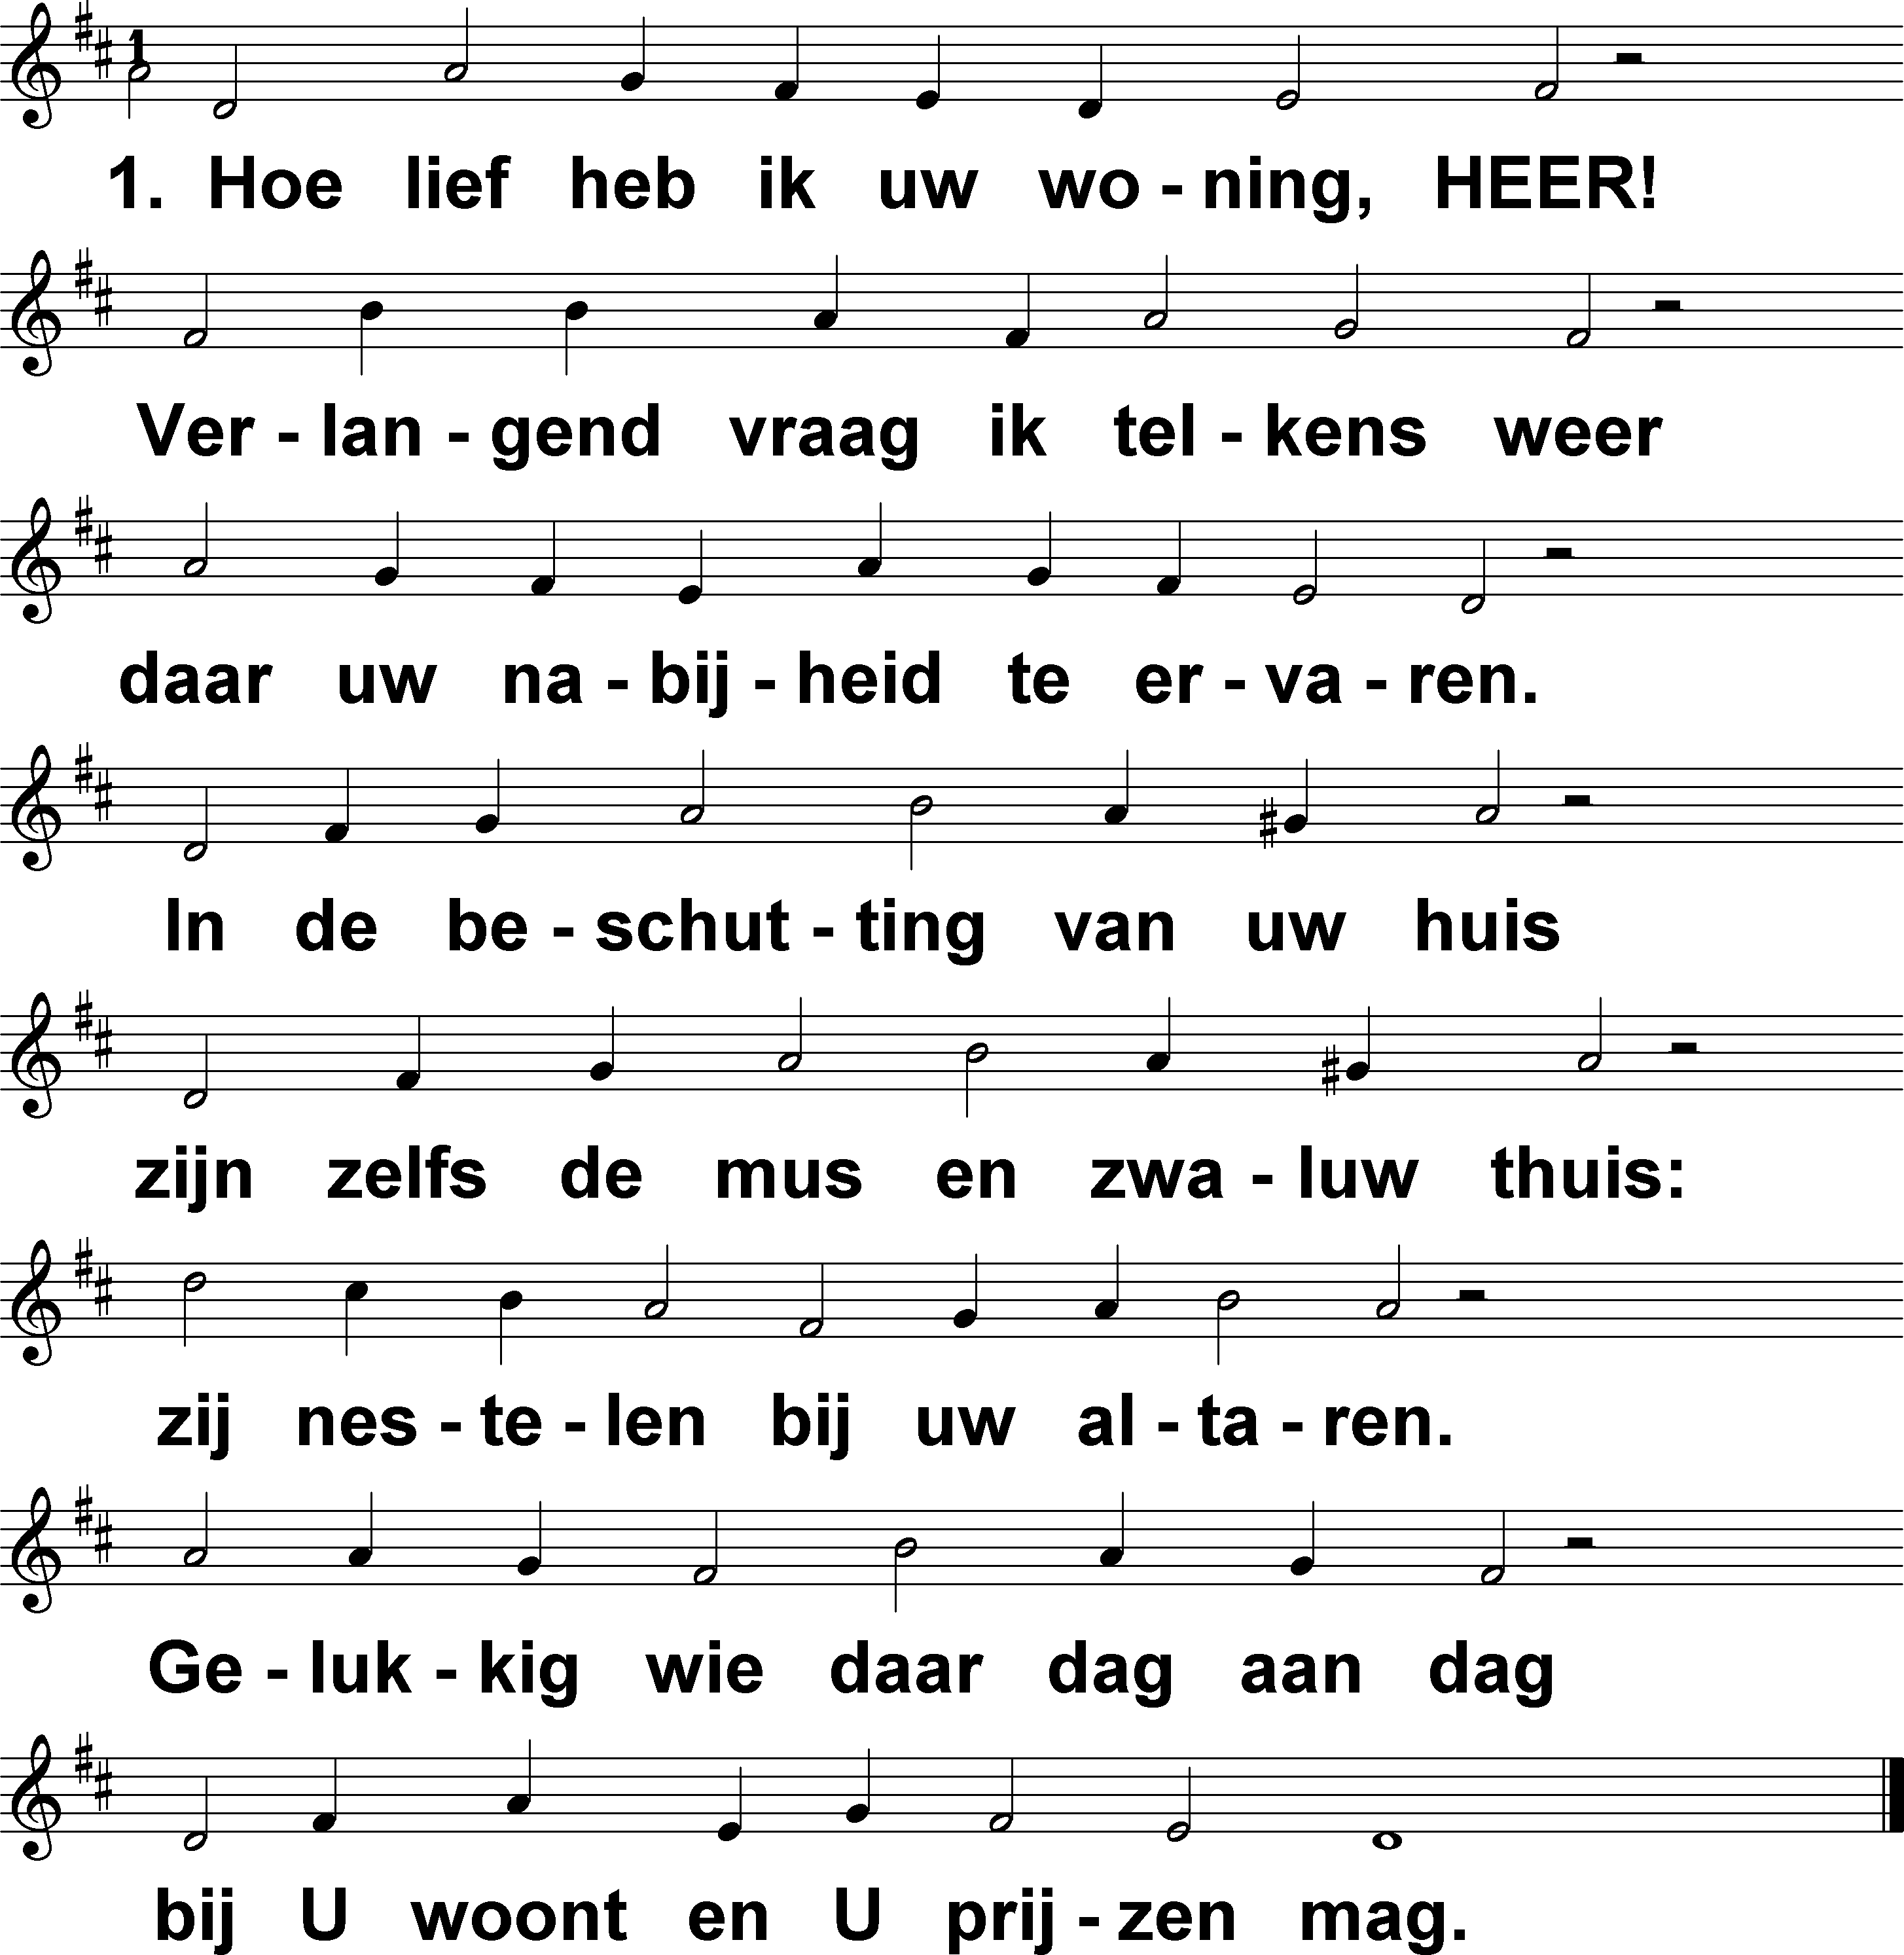 1. Hoe lief heb ik uw wo - ning, HEER!
Ver - lan - gend vraag ik tel - kens weer
daar uw na - bij - heid te er - va - ren.
In de be - schut - ting van uw huis
zijn zelfs de mus en zwa - luw thuis:
zij nes - te - len bij uw al - ta - ren.
Ge - luk - kig wie daar dag aan dag
bij U woont en U prij - zen mag.